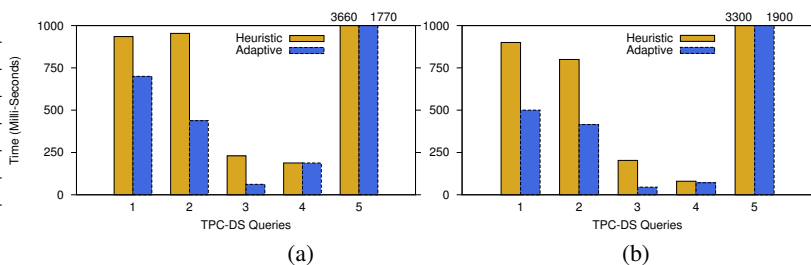 3660 1770
1000
750
500
250
0
Time (Milli-Seconds)
Heuristic
Adaptive
1 2 3 4 5
TPC-DS Queries
(a)
3300 1900
1000
750
500
250
0
Heuristic
Adaptive
1 2 3 4 5
TPC-DS Queries
(b)